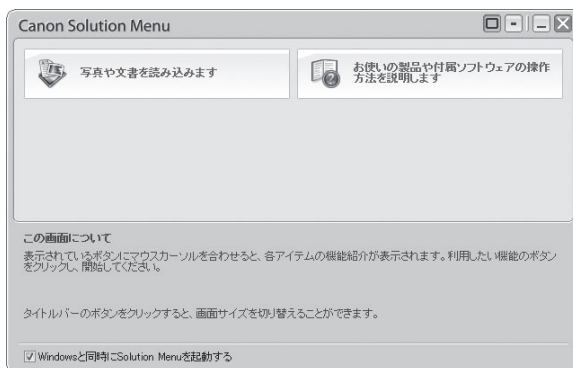 Canon Solution Menu
写真や文書を読み込みます
お使いの製品や付属ソフトウェアの操作
方法を説明します
この画面について
表示されているボタンにマウスカーソルを合わせると、各アイテムの機能紹介が表示されます。利用したい機能のボタン
をクリックし、開始してください。
タイトルバーのボタンをクリックすると、画面サイズを切り替えることができます。
Windowsと同時にSolution Menuを起動する